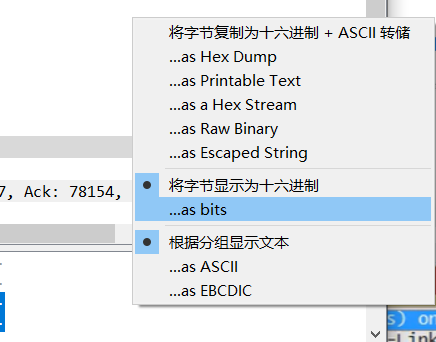 将字节复制为十六进制 + ASCII 转储
...as Hex Dump
...as Printable Text
...as a Hex Stream
...as Raw Binary
...as Escaped String
将字节显示为十六进制
7, Ack: 78154,
...as bits
根据分组显示文本
...as ASCII
...as EBCDIC
s) on
-Link